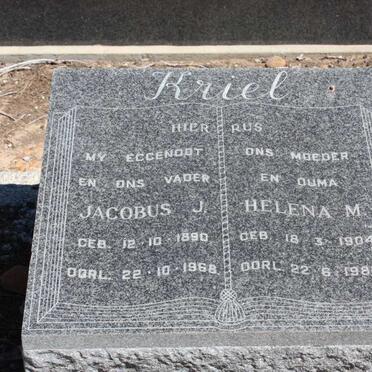 Kriel
HIER RUS
MY EGGENOOT
EN ONS VADER
JACOBUS J.
GEB. 12·10·1890
OORL. 22·10·1968
ONS MOEDER
EN OUMA
HELENA M
GEB. 18·3·1904
OORL. 22·6·198